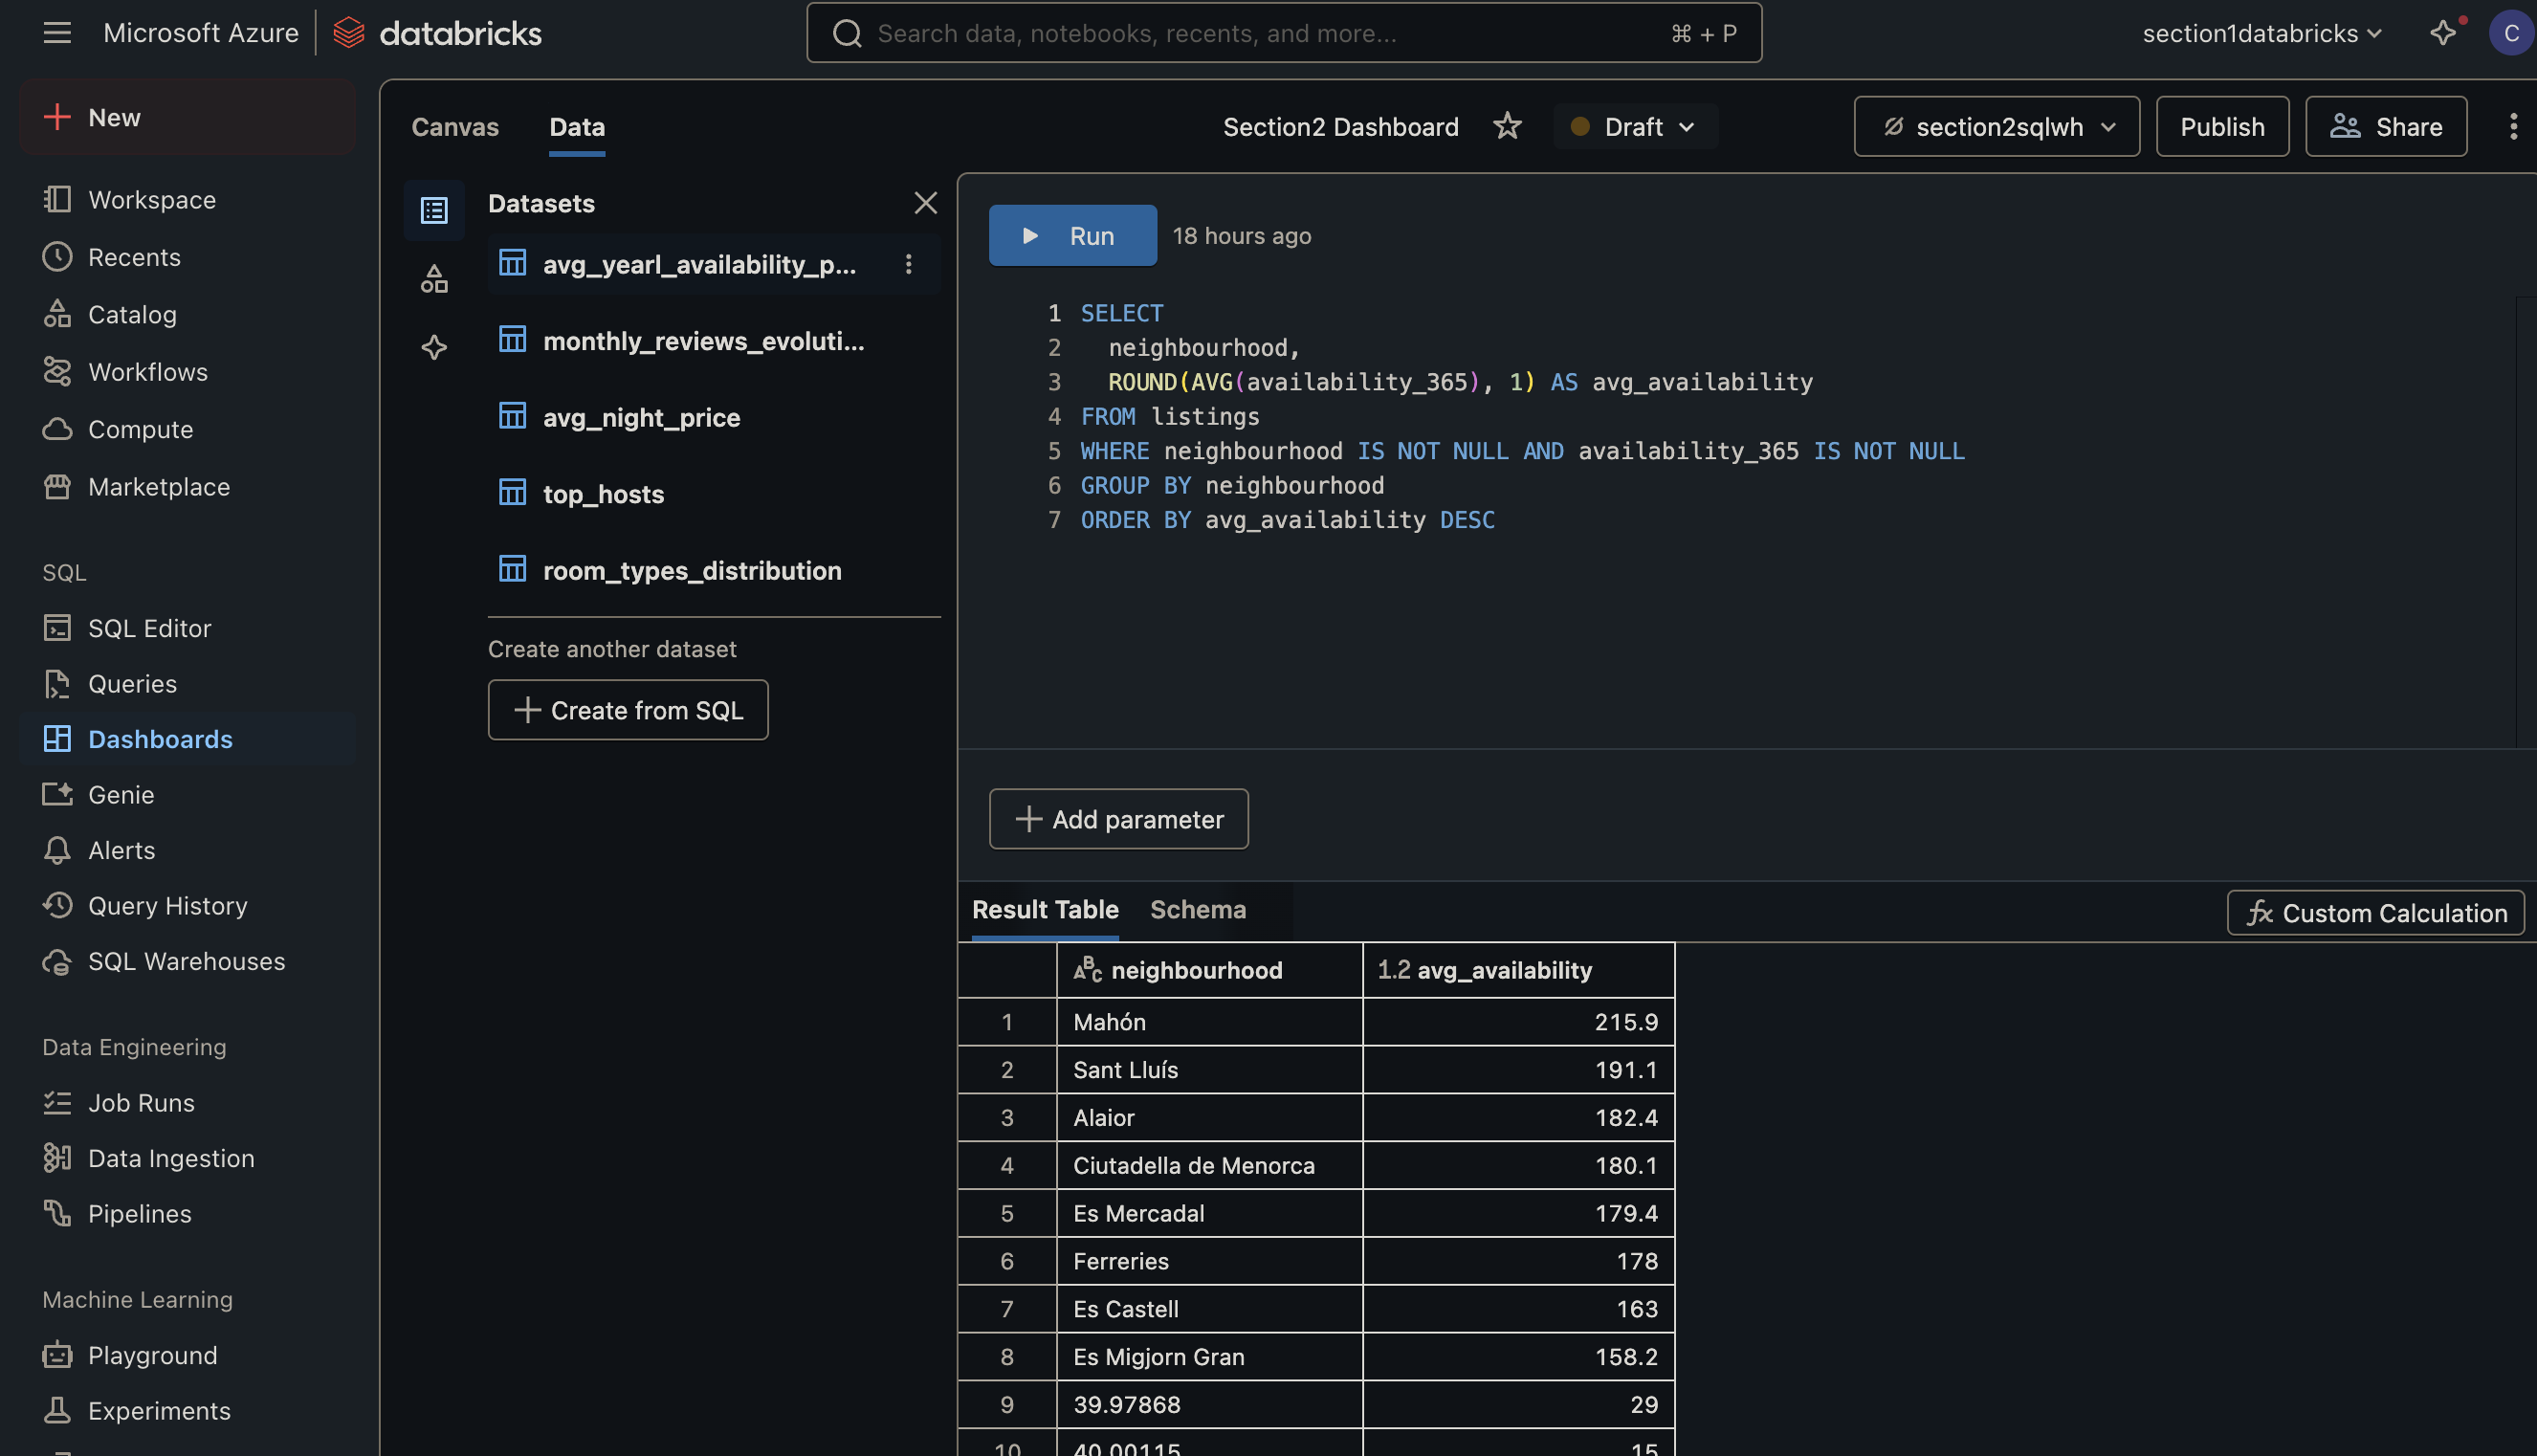 Microsoft Azure databricks
Search data, notebooks, recents, and more... ⌘ + P
section1databricks
C
New
Workspace
Recents
Catalog
Workflows
Compute
Marketplace
SQL
SQL Editor
Queries
Dashboards
Genie
Alerts
Query History
SQL Warehouses
Data Engineering
Job Runs
Data Ingestion
Pipelines
Machine Learning
Playground
Experiments
Canvas Data
Section2 Dashboard
Draft
section2sqlwh
Publish
Share
Datasets
avg_yearl_availability_p...
monthly_reviews_evoluti...
avg_night_price
top_hosts
room_types_distribution
Create another dataset
Create from SQL
Run 18 hours ago
1 SELECT
2 neighbourhood,
3 ROUND(AVG(availability_365), 1) AS avg_availability
4 FROM listings
5 WHERE neighbourhood IS NOT NULL AND availability_365 IS NOT NULL
6 GROUP BY neighbourhood
7 ORDER BY avg_availability DESC
Add parameter
Result Table Schema
fx Custom Calculation
ABC neighbourhood 1.2 avg_availability
1 Mahón 215.9
2 Sant Lluís 191.1
3 Alaior 182.4
4 Ciutadella de Menorca 180.1
5 Es Mercadal 179.4
6 Ferreries 178
7 Es Castell 163
8 Es Migjorn Gran 158.2
9 39.97868 29
10 40.00115 15